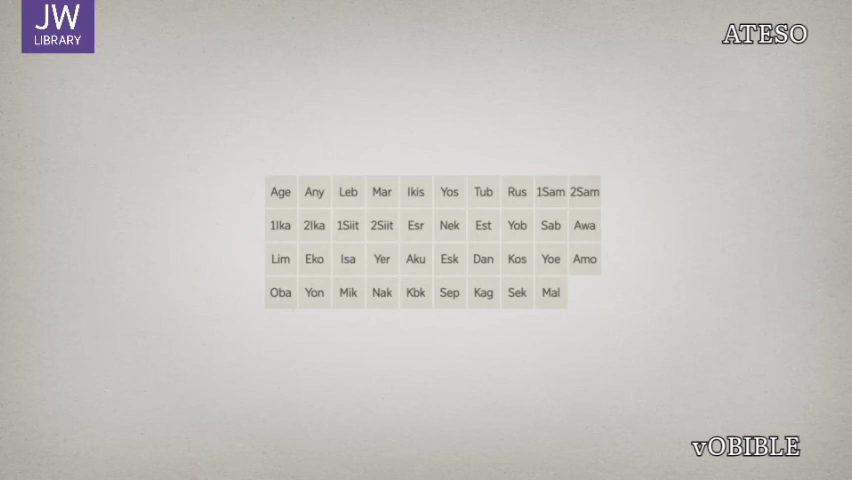 JW
LIBRARY
ATESO
Age Any Leb Mar Ikis Yos Tub Rus 1Sam 2Sam
1Ika 2Ika 1Siit 2Siit Esr Nek Est Yob Sab Awa
Lim Eko Isa Yer Aku Esk Dan Kos Yoe Amo
Oba Yon Mik Nak Kbk Sep Kag Sek Mal
vOBIBLE